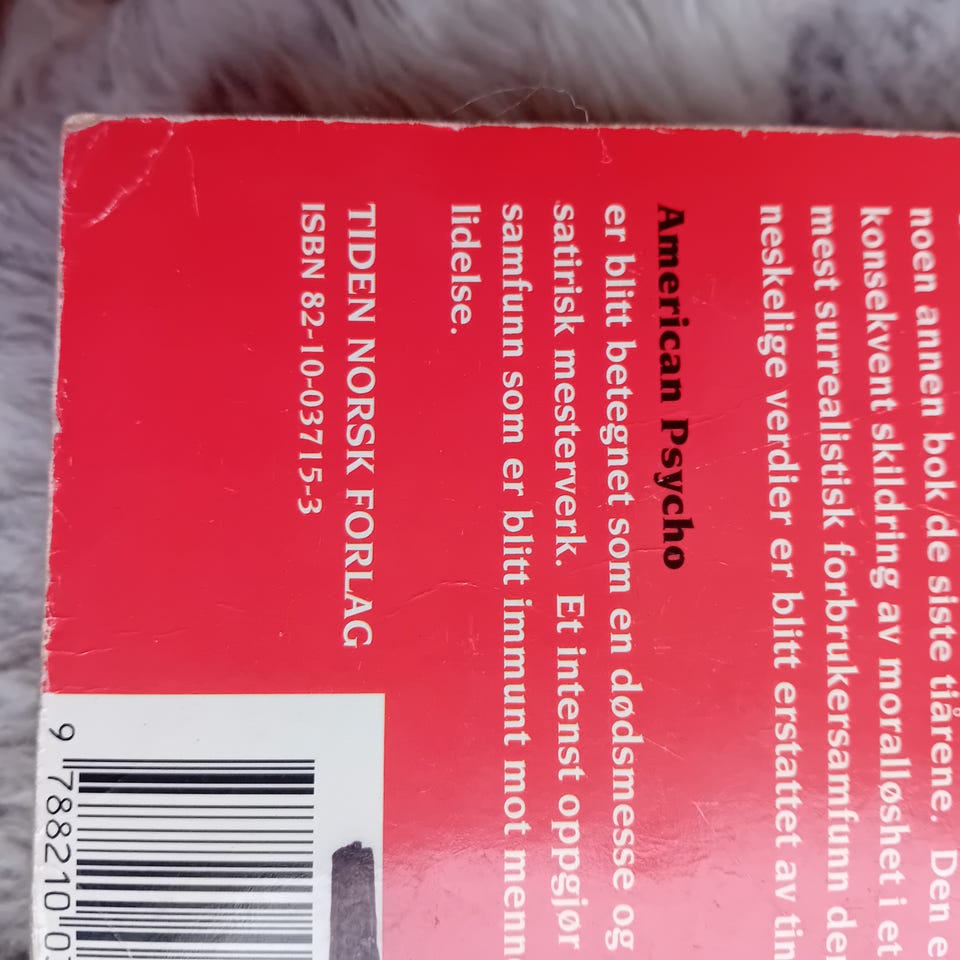 noen annen bok de siste tiårene. Den e
konsekvent skildring av moralløshet i et
mest surrealistisk forbrukersamfunn der
neskelige verdier er blitt erstattet av tin
American Psycho
er blitt betegnet som en dødsmesse og
satirisk mesterverk. Et intenst oppgjør
samfunn som er blitt immunt mot menn
lidelse.
TIDEN NORSK FORLAG
ISBN 82-10-03715-3
9 788210 03